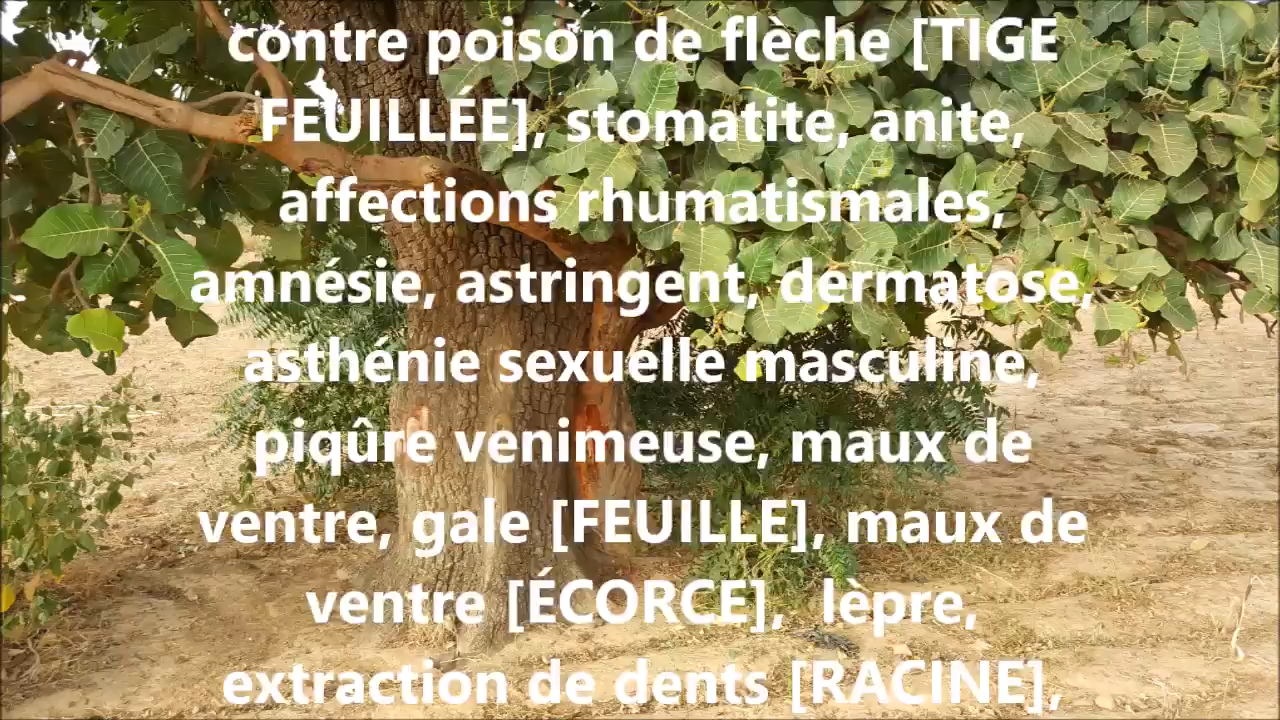 contre poison de flèche [TIGE
FEUILLÉE], stomatite, anite,
affections rhumatismales,
amnésie, astringent, dermatose,
asthénie sexuelle masculine,
piqûre venimeuse, maux de
ventre, gale [FEUILLE], maux de
ventre [ÉCORCE], lèpre,
extraction de dents [RACINE],